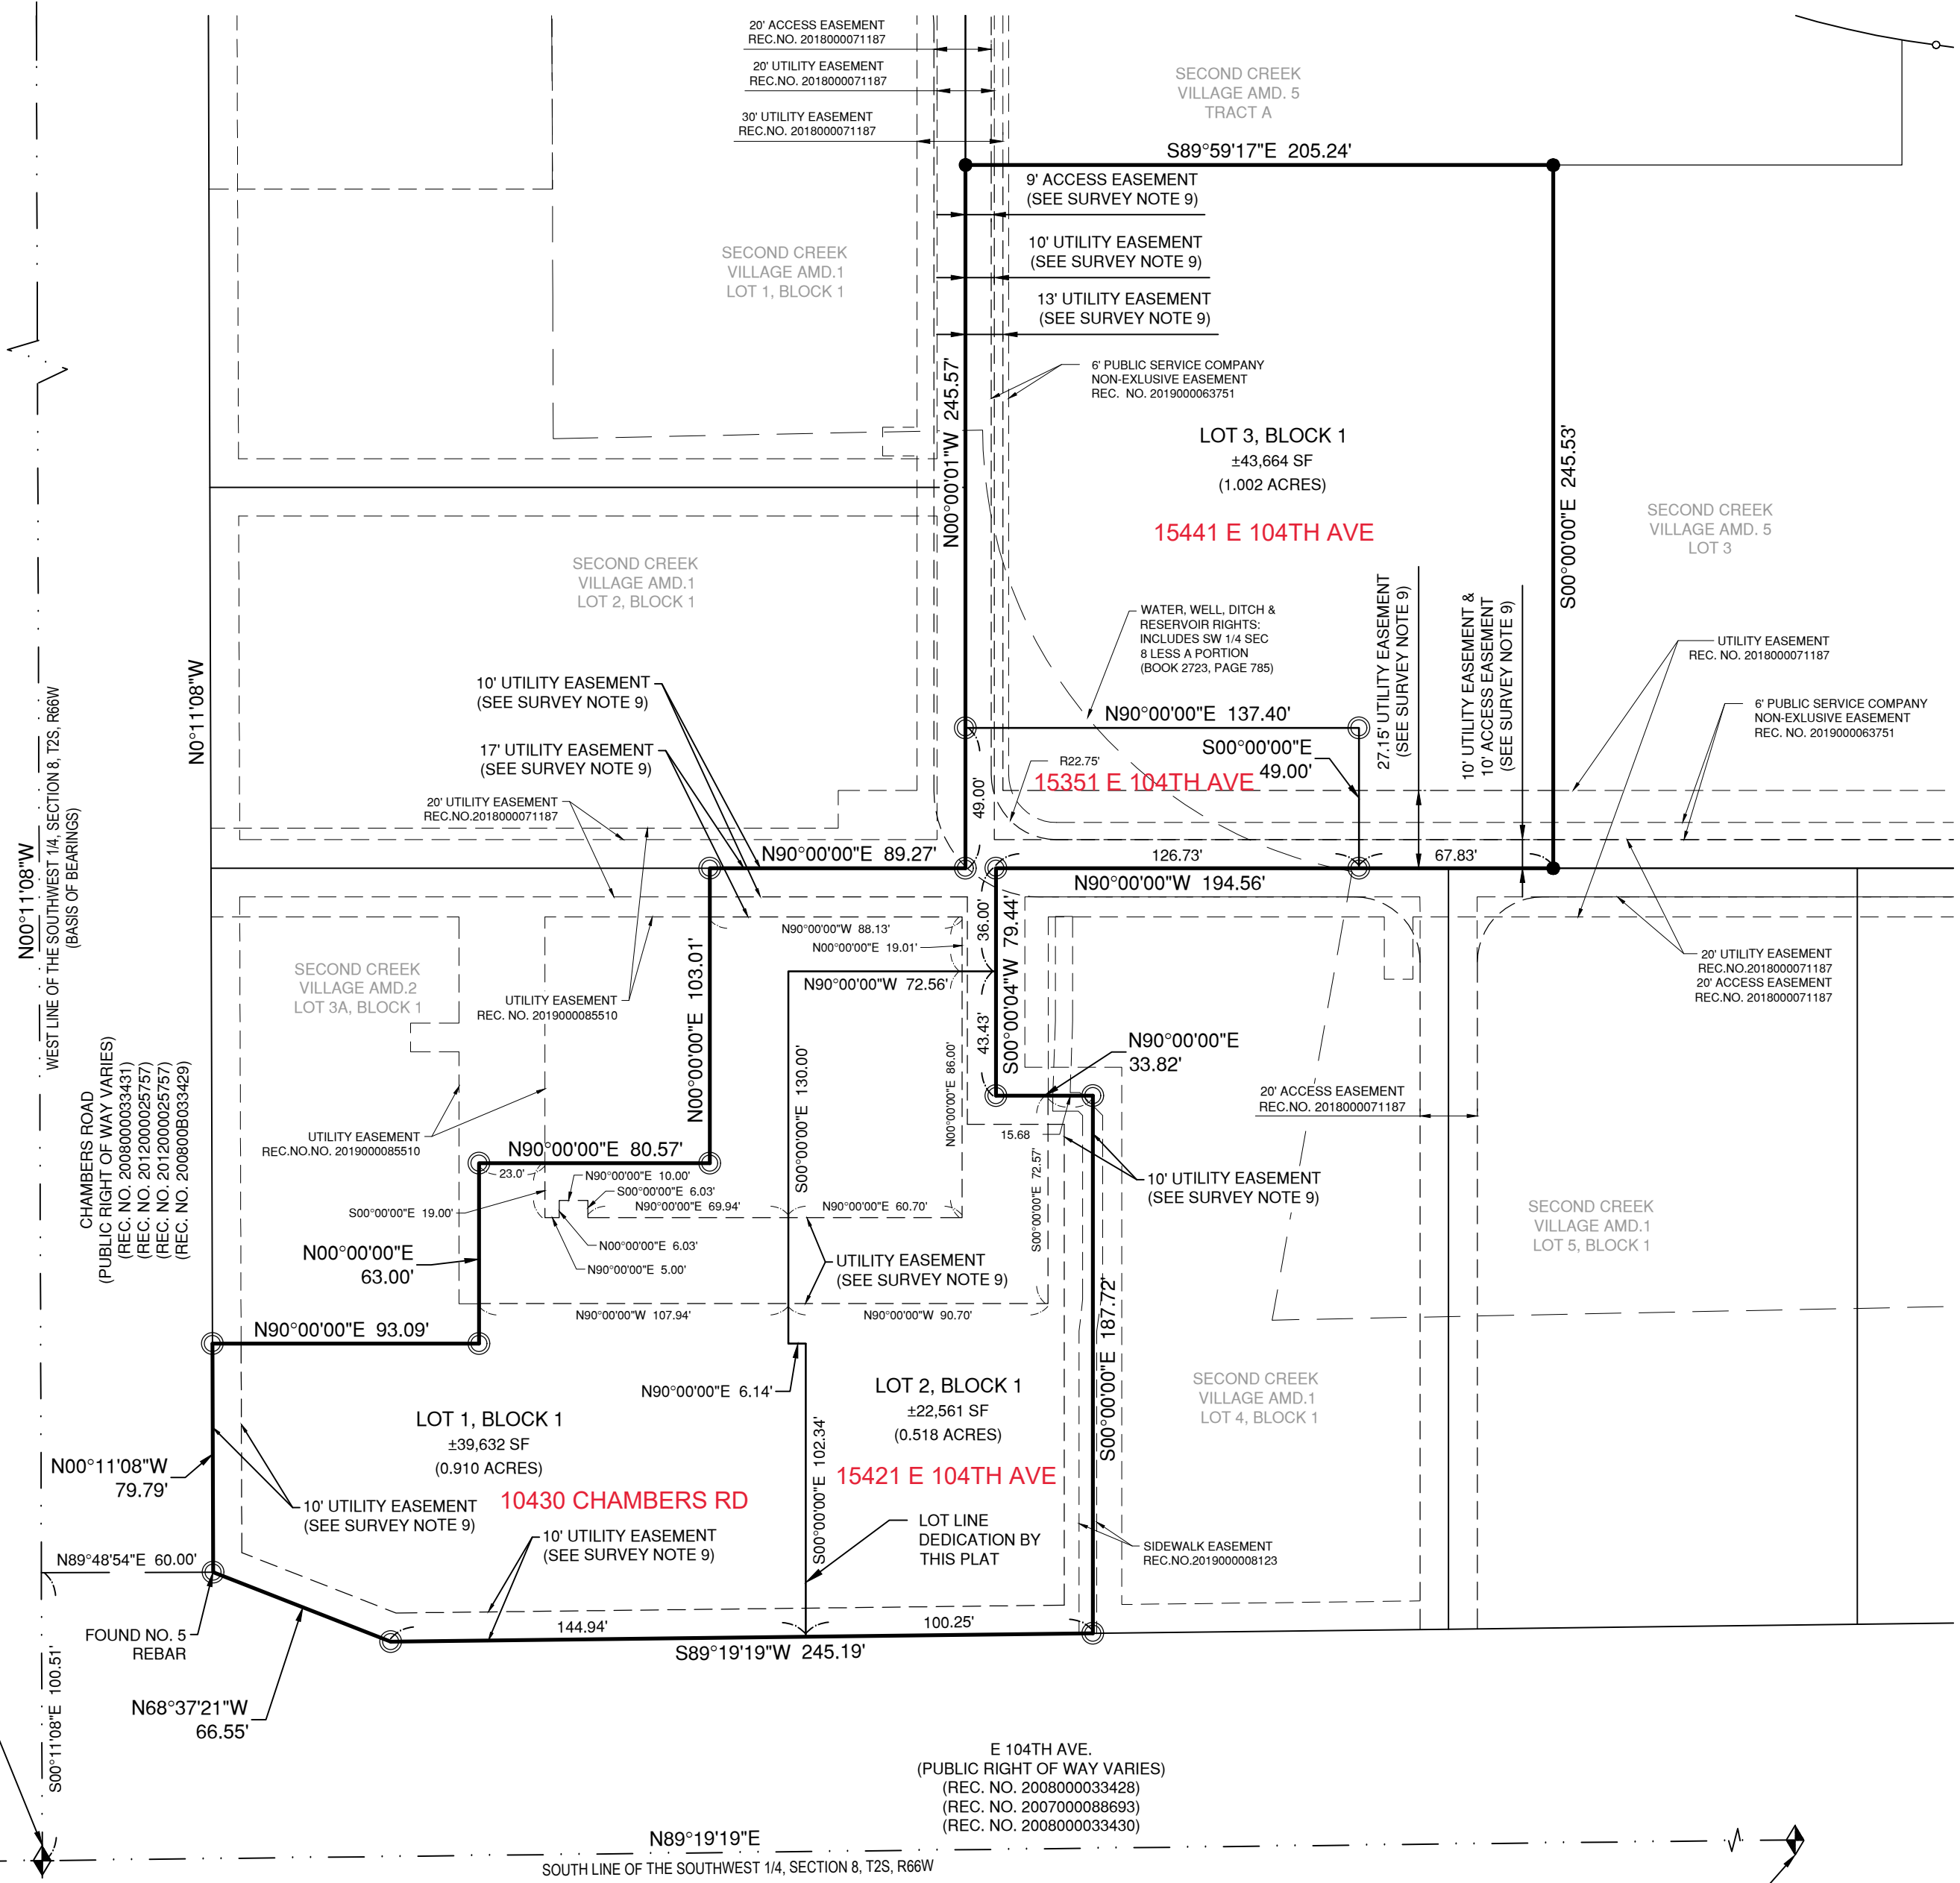 20' ACCESS EASEMENT
REC.NO. 2018000071187
20' UTILITY EASEMENT
REC.NO. 2018000071187
30' UTILITY EASEMENT
REC.NO. 2018000071187
SECOND CREEK
VILLAGE AMD. 5
TRACT A
S89°59'17"E 205.24'
9' ACCESS EASEMENT
(SEE SURVEY NOTE 9)
10' UTILITY EASEMENT
(SEE SURVEY NOTE 9)
13' UTILITY EASEMENT
(SEE SURVEY NOTE 9)
SECOND CREEK
VILLAGE AMD.1
LOT 1, BLOCK 1
N00°00'01"W 245.57'
6' PUBLIC SERVICE COMPANY
NON-EXLUSIVE EASEMENT
REC. NO. 2019000063751
LOT 3, BLOCK 1
±43,664 SF
(1.002 ACRES)
15441 E 104TH AVE
S00°00'00"E 245.53'
SECOND CREEK
VILLAGE AMD. 5
LOT 3
SECOND CREEK
VILLAGE AMD.1
LOT 2, BLOCK 1
WATER, WELL, DITCH &
RESERVOIR RIGHTS:
INCLUDES SW 1/4 SEC
8 LESS A PORTION
(BOOK 2723, PAGE 785)
27.15' UTILITY EASEMENT
(SEE SURVEY NOTE 9)
10' UTILITY EASEMENT &
10' ACCESS EASEMENT
(SEE SURVEY NOTE 9)
UTILITY EASEMENT
REC. NO. 2018000071187
6' PUBLIC SERVICE COMPANY
NON-EXLUSIVE EASEMENT
REC. NO. 2019000063751
N0°11'08"W
10' UTILITY EASEMENT
(SEE SURVEY NOTE 9)
17' UTILITY EASEMENT
(SEE SURVEY NOTE 9)
20' UTILITY EASEMENT
REC.NO.2018000071187
N90°00'00"E 137.40'
S00°00'00"E
49.00'
R22.75'
15351 E 104TH AVE
49.00'
N90°00'00"E 89.27'
126.73'
67.83'
N90°00'00"W 194.56'
N00°11'08"W
WEST LINE OF THE SOUTHWEST 1/4, SECTION 8, T2S, R66W
(BASIS OF BEARINGS)
N90°00'00"W 88.13'
N00°00'00"E 19.01'
36.00'
S00°00'04"W 79.44'
N90°00'00"W 72.56'
43.43'
SECOND CREEK
VILLAGE AMD.2
LOT 3A, BLOCK 1
UTILITY EASEMENT
REC. NO. 2019000085510
N00°00'00"E 103.01'
20' UTILITY EASEMENT
REC.NO.2018000071187
20' ACCESS EASEMENT
REC.NO. 2018000071187
CHAMBERS ROAD
(PUBLIC RIGHT OF WAY VARIES)
(REC. NO. 2008000033431)
(REC. NO. 2012000025757)
(REC. NO. 2012000025757)
(REC. NO. 200800B033429)
N90°00'00"E
33.82'
20' ACCESS EASEMENT
REC.NO. 2018000071187
N00°00'00"E 86.00'
S00°00'00"E 130.00'
15.68
S00°00'00"E 72.57'
UTILITY EASEMENT
REC.NO.NO. 2019000085510
N90°00'00"E 80.57'
23.0'
N90°00'00"E 10.00'
S00°00'00"E 6.03'
N90°00'00"E 69.94'
N90°00'00"E 60.70'
S00°00'00"E 19.00'
N00°00'00"E 6.03'
N90°00'00"E 5.00'
10' UTILITY EASEMENT
(SEE SURVEY NOTE 9)
N00°00'00"E
63.00'
UTILITY EASEMENT
(SEE SURVEY NOTE 9)
SECOND CREEK
VILLAGE AMD.1
LOT 5, BLOCK 1
N90°00'00"W 107.94'
N90°00'00"W 90.70'
N90°00'00"E 93.09'
S00°00'00"E 187.72'
N90°00'00"E 6.14'
LOT 2, BLOCK 1
±22,561 SF
(0.518 ACRES)
SECOND CREEK
VILLAGE AMD.1
LOT 4, BLOCK 1
LOT 1, BLOCK 1
±39,632 SF
(0.910 ACRES)
S00°00'00"E 102.34'
15421 E 104TH AVE
N00°11'08"W
79.79'
10430 CHAMBERS RD
10' UTILITY EASEMENT
(SEE SURVEY NOTE 9)
10' UTILITY EASEMENT
(SEE SURVEY NOTE 9)
LOT LINE
DEDICATION BY
THIS PLAT
SIDEWALK EASEMENT
REC.NO.2019000008123
N89°48'54"E 60.00'
FOUND NO. 5
REBAR
144.94'
100.25'
S89°19'19"W 245.19'
S00°11'08"E 100.51'
N68°37'21"W
66.55'
E 104TH AVE.
(PUBLIC RIGHT OF WAY VARIES)
(REC. NO. 2008000033428)
(REC. NO. 2007000088693)
(REC. NO. 2008000033430)
N89°19'19"E
SOUTH LINE OF THE SOUTHWEST 1/4, SECTION 8, T2S, R66W